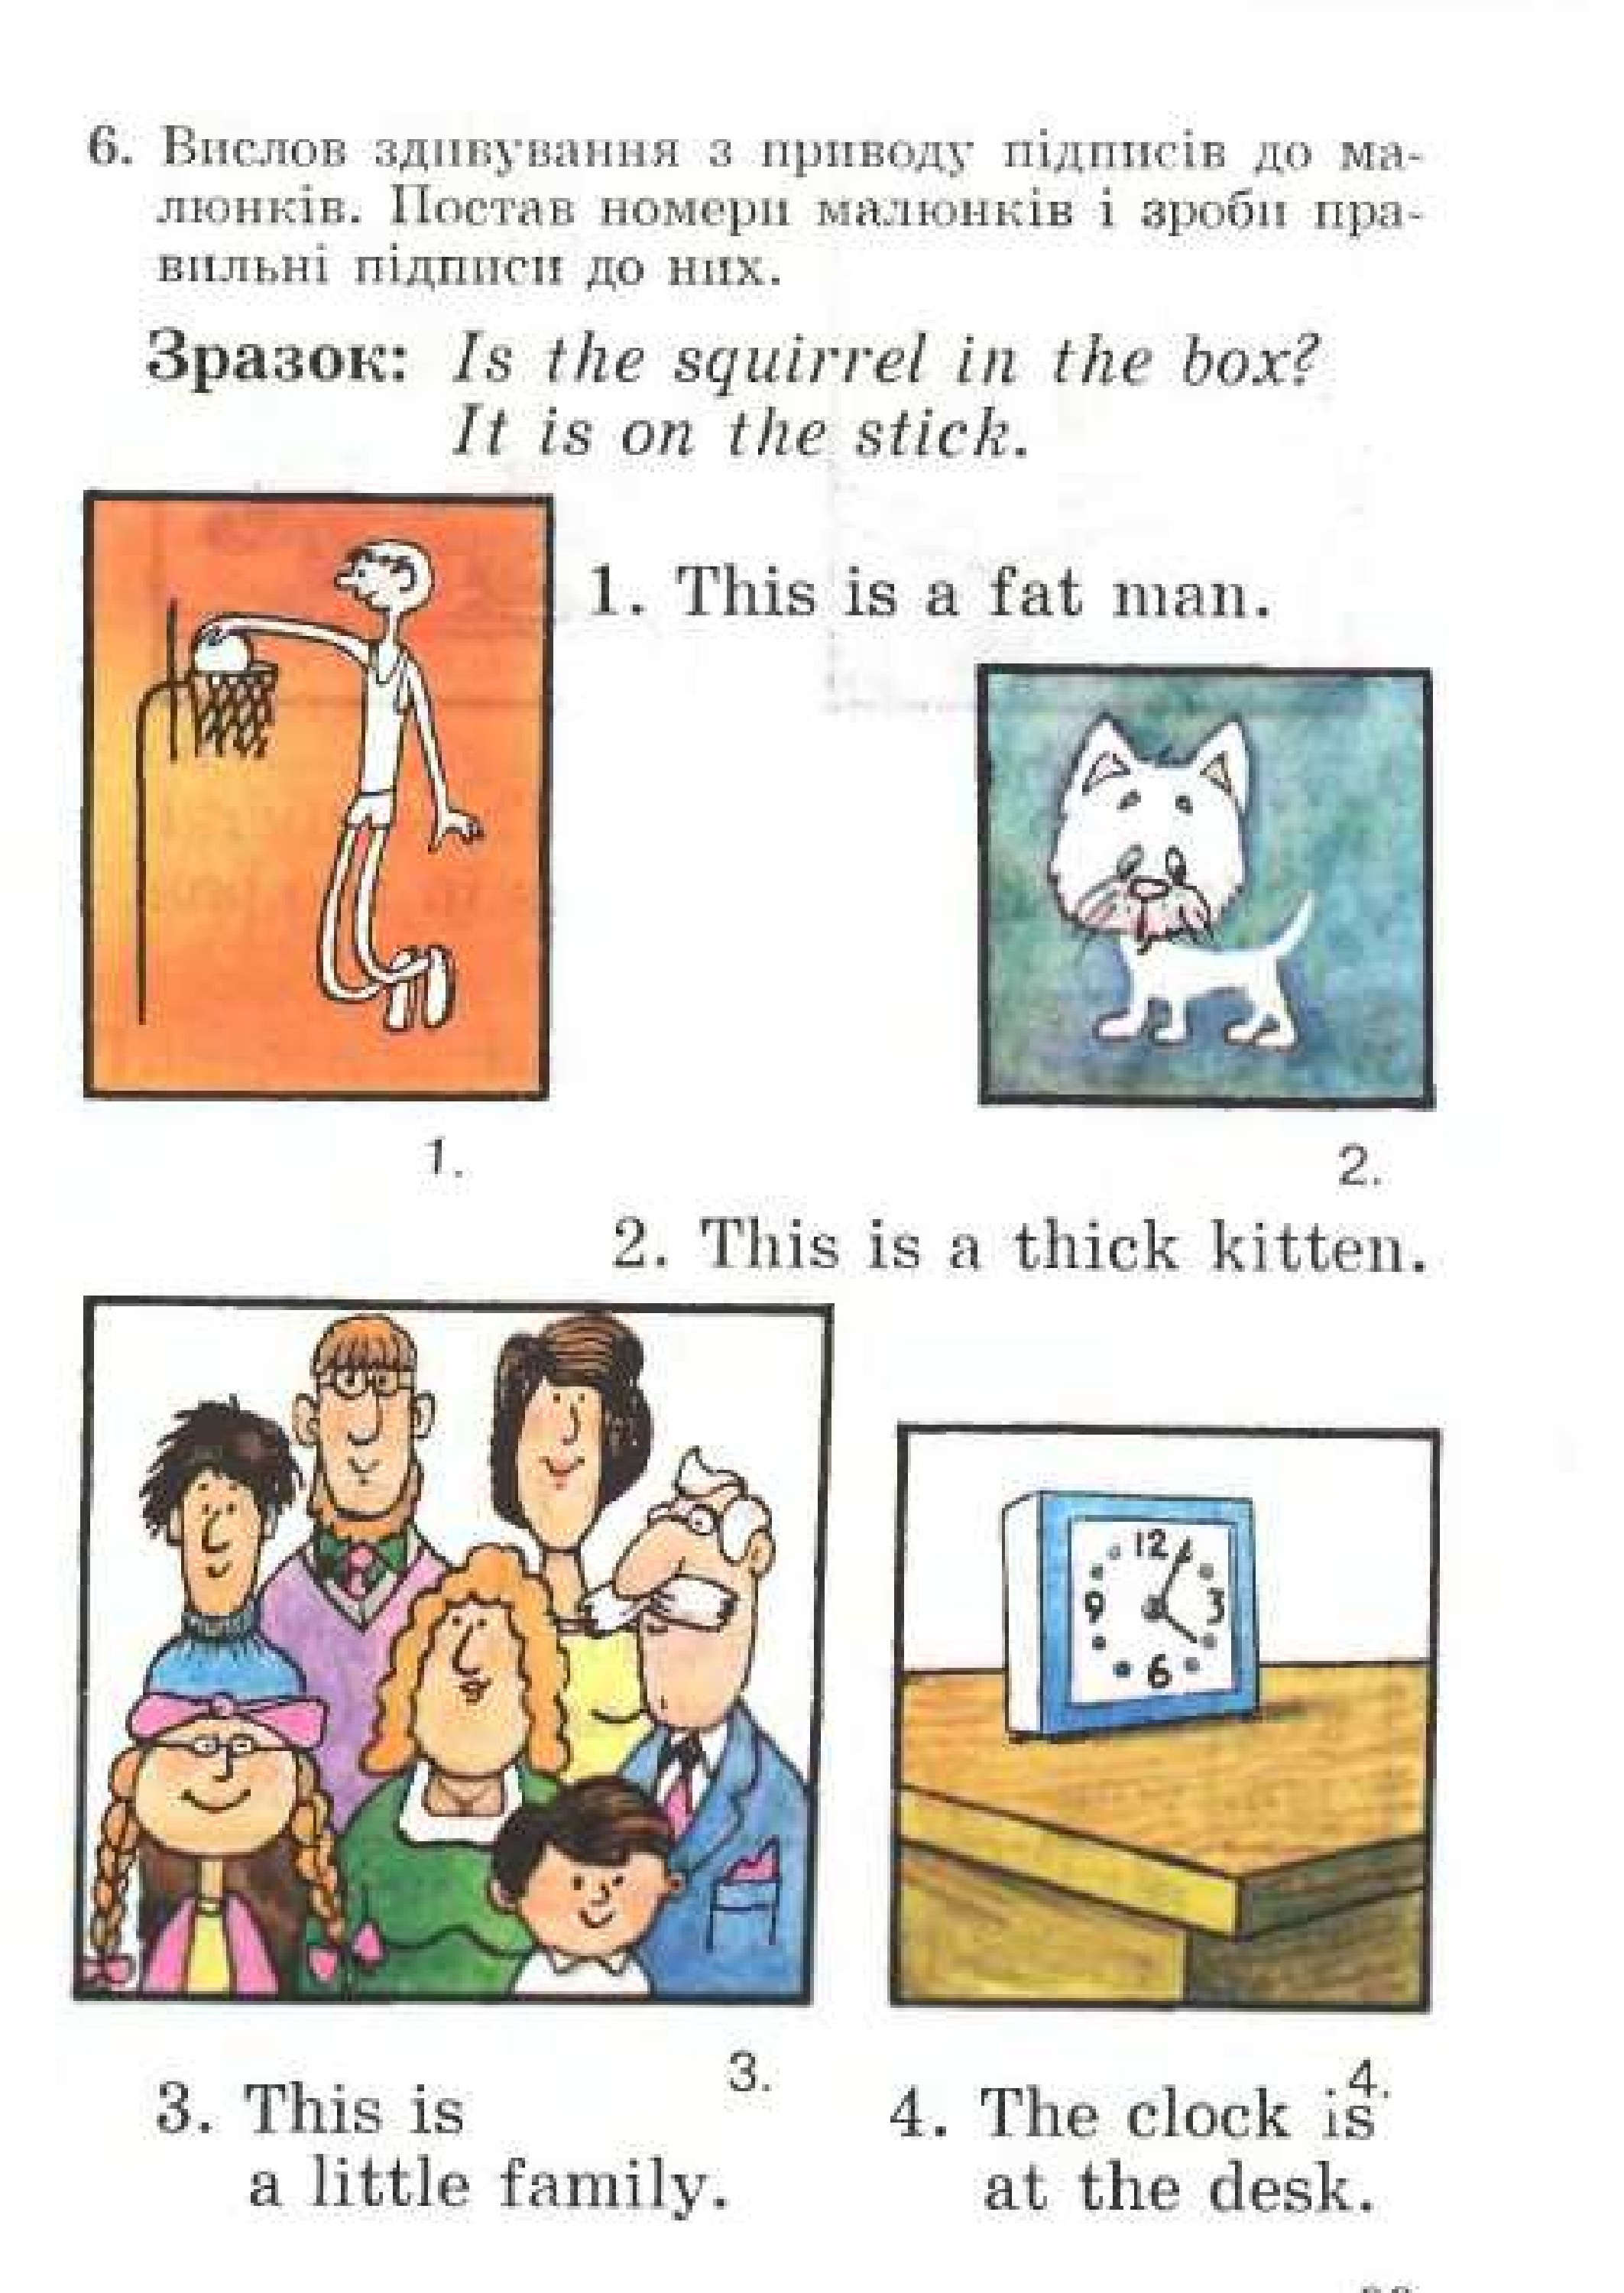 6. Вислов здивування з приводу підписів до ма-
люнків. Постав номери малюнків і зроби пра-
вильні підписи до них.
Зразок: Is the squirrel in the box?
It is on the stick.
1. This is a fat man.
1.
2.
2. This is a thick kitten.
12
9 3
6
3.
4.
3. This is
a little family.
4. The clock is
at the desk.